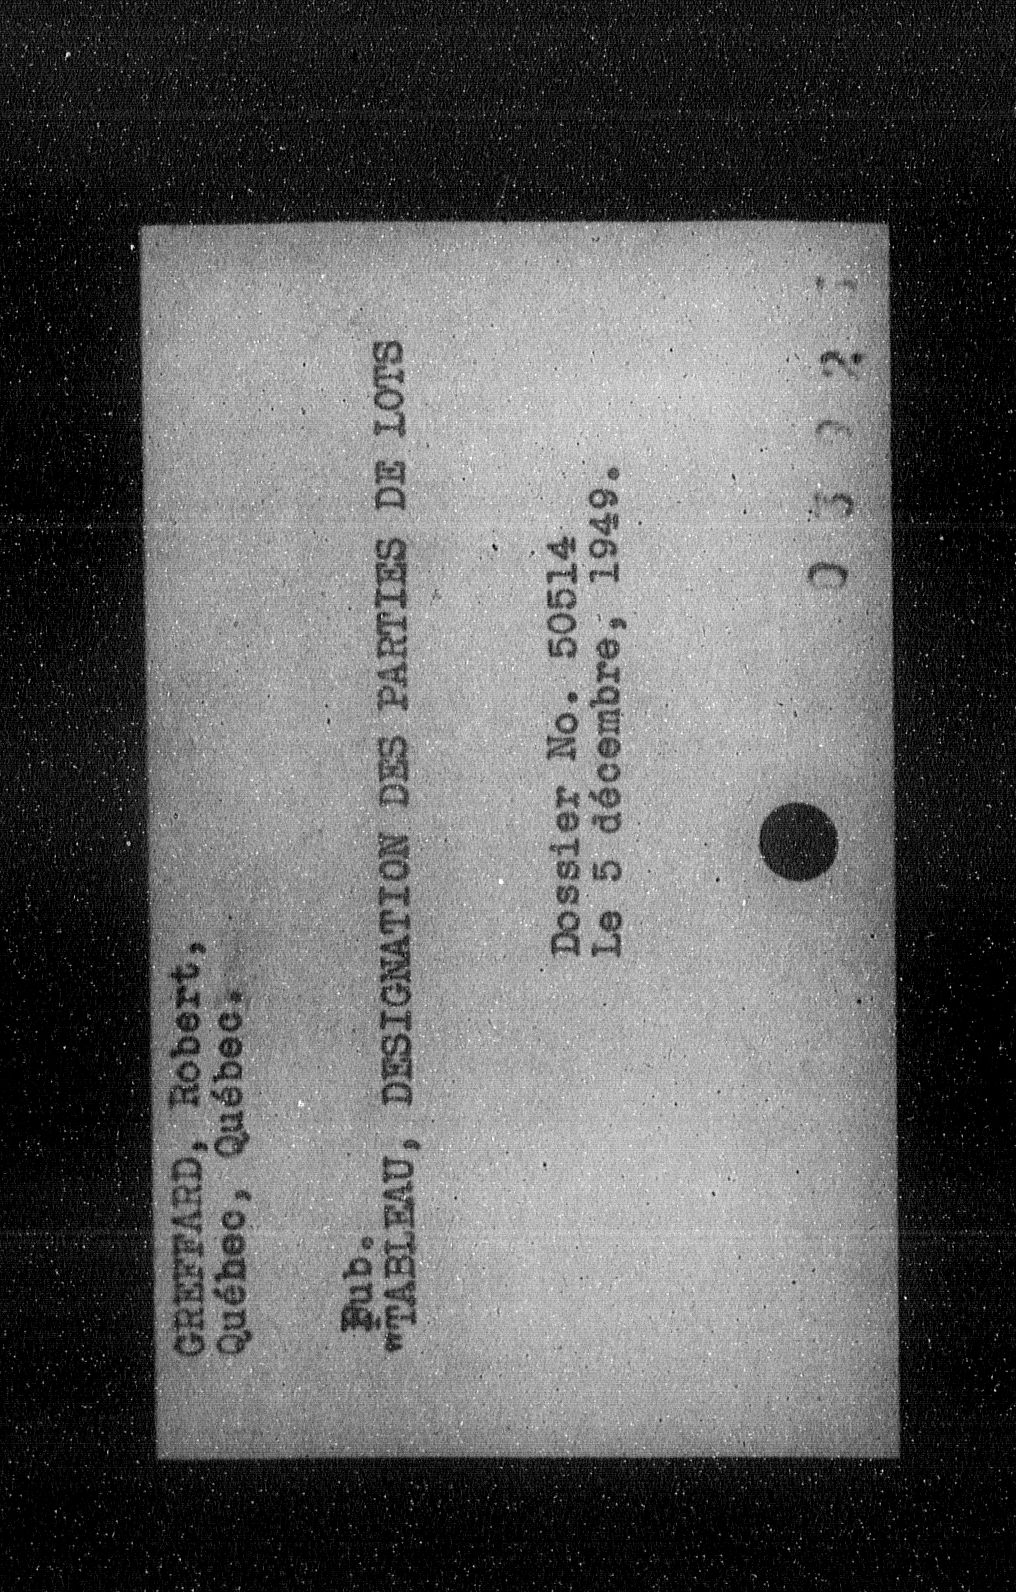 GREFFARD, Robert,
Québec, Québec.
Pub.
"TABLEAU, DESIGNATION DES PARTIES DE LOTS
Dossier No. 50514
Le 5 décembre, 1949.